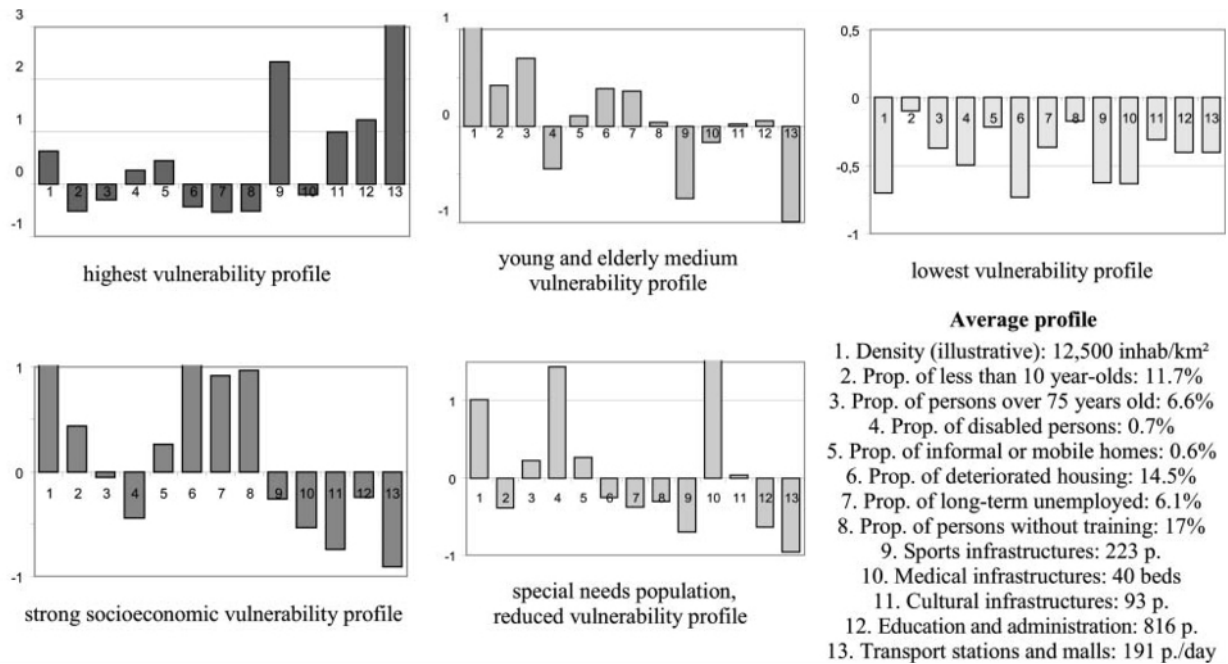 3
2
1
0
-1
1 2 3 4 5 6 7 8 9 10 11 12 13
highest vulnerability profile
1
0
-1
1 2 3 4 5 6 7 8 9 10 11 12 13
young and elderly medium
vulnerability profile
0,5
0
-0,5
-1
1 2 3 4 5 6 7 8 9 10 11 12 13
lowest vulnerability profile
1
0
-1
1 2 3 4 5 6 7 8 9 10 11 12 13
strong socioeconomic vulnerability profile
1
0
-1
1 2 3 4 5 6 7 8 9 10 11 12 13
special needs population,
reduced vulnerability profile
Average profile
1. Density (illustrative): 12,500 inhab/km²
2. Prop. of less than 10 year-olds: 11.7%
3. Prop. of persons over 75 years old: 6.6%
4. Prop. of disabled persons: 0.7%
5. Prop. of informal or mobile homes: 0.6%
6. Prop. of deteriorated housing: 14.5%
7. Prop. of long-term unemployed: 6.1%
8. Prop. of persons without training: 17%
9. Sports infrastructures: 223 p.
10. Medical infrastructures: 40 beds
11. Cultural infrastructures: 93 p.
12. Education and administration: 816 p.
13. Transport stations and malls: 191 p./day